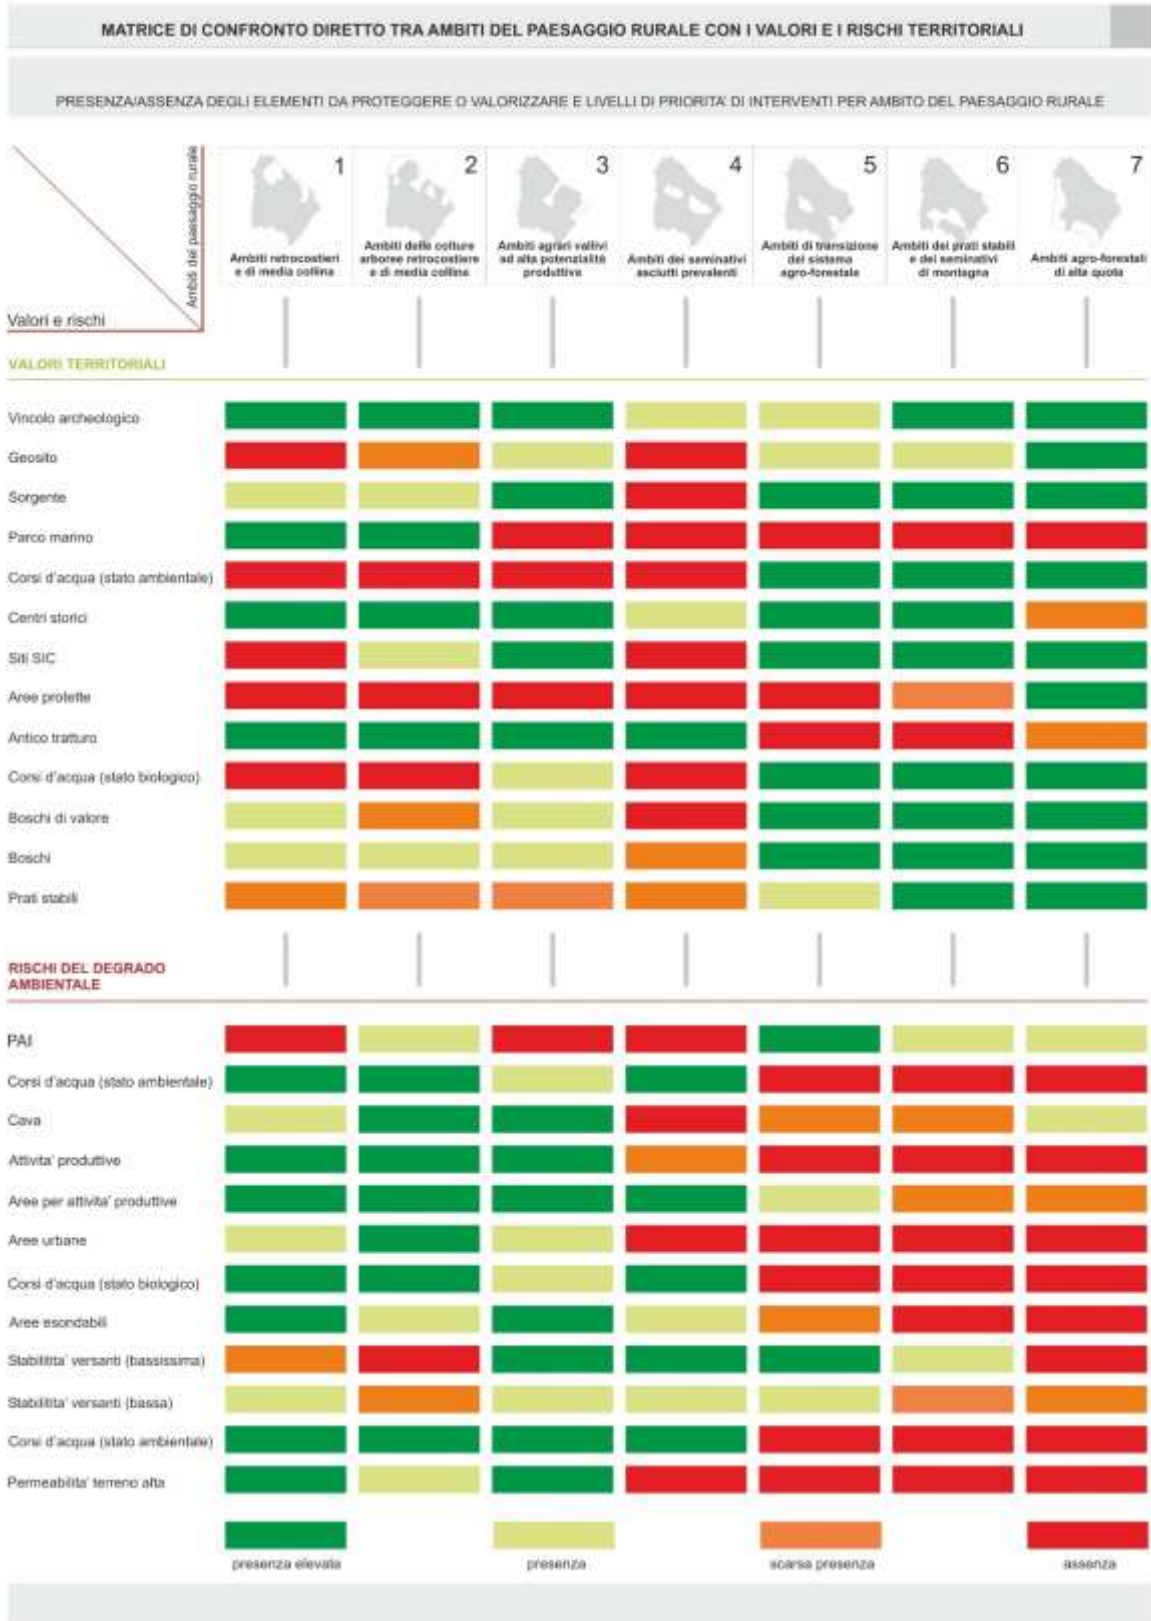 MATRICE DI CONFRONTO DIRETTO TRA AMBITI DEL PAESAGGIO RURALE CON I VALORI E I RISCHI TERRITORIALI
PRESENZA/ASSENZA DEGLI ELEMENTI DA PROTEGGERE O VALORIZZARE E LIVELLI DI PRIORITA' DI INTERVENTI PER AMBITO DEL PAESAGGIO RURALE
Ambiti del paesaggio rurale
Valori e rischi
1
Ambiti retrocostieri
e di media collina
2
Ambiti delle colture
arboree retrocostiere
e di media collina
3
Ambiti agrari vallivi
ad alta potenzialità
produttiva
4
Ambiti dei seminativi
asciutti prevalenti
5
Ambiti di transizione
del sistema
agro-forestale
6
Ambiti dei prati stabili
e dei seminativi
di montagna
7
Ambiti agro-forestali
di alta quota
VALORI TERRITORIALI
Vincolo archeologico
Geosito
Sorgente
Parco marino
Corsi d'acqua (stato ambientale)
Centri storici
Siti SIC
Aree protette
Antico tratturo
Corsi d'acqua (stato biologico)
Boschi di valore
Boschi
Prati stabili
RISCHI DEL DEGRADO
AMBIENTALE
PAI
Corsi d'acqua (stato ambientale)
Cava
Attivita' produttive
Aree per attivita' produttive
Aree urbane
Corsi d'acqua (stato biologico)
Aree esondabili
Stabilitita' versanti (bassissima)
Stabilitita' versanti (bassa)
Corsi d'acqua (stato ambientale)
Permeabilita' terreno alta
presenza elevata
presenza
scarsa presenza
assenza